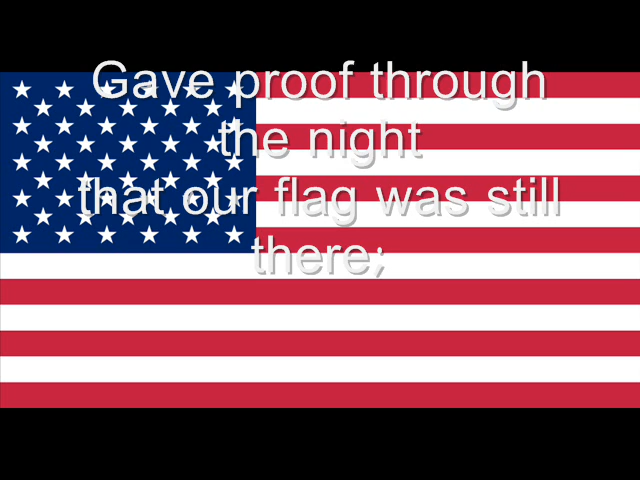 Gave proof through
the night
that our flag was still
there;